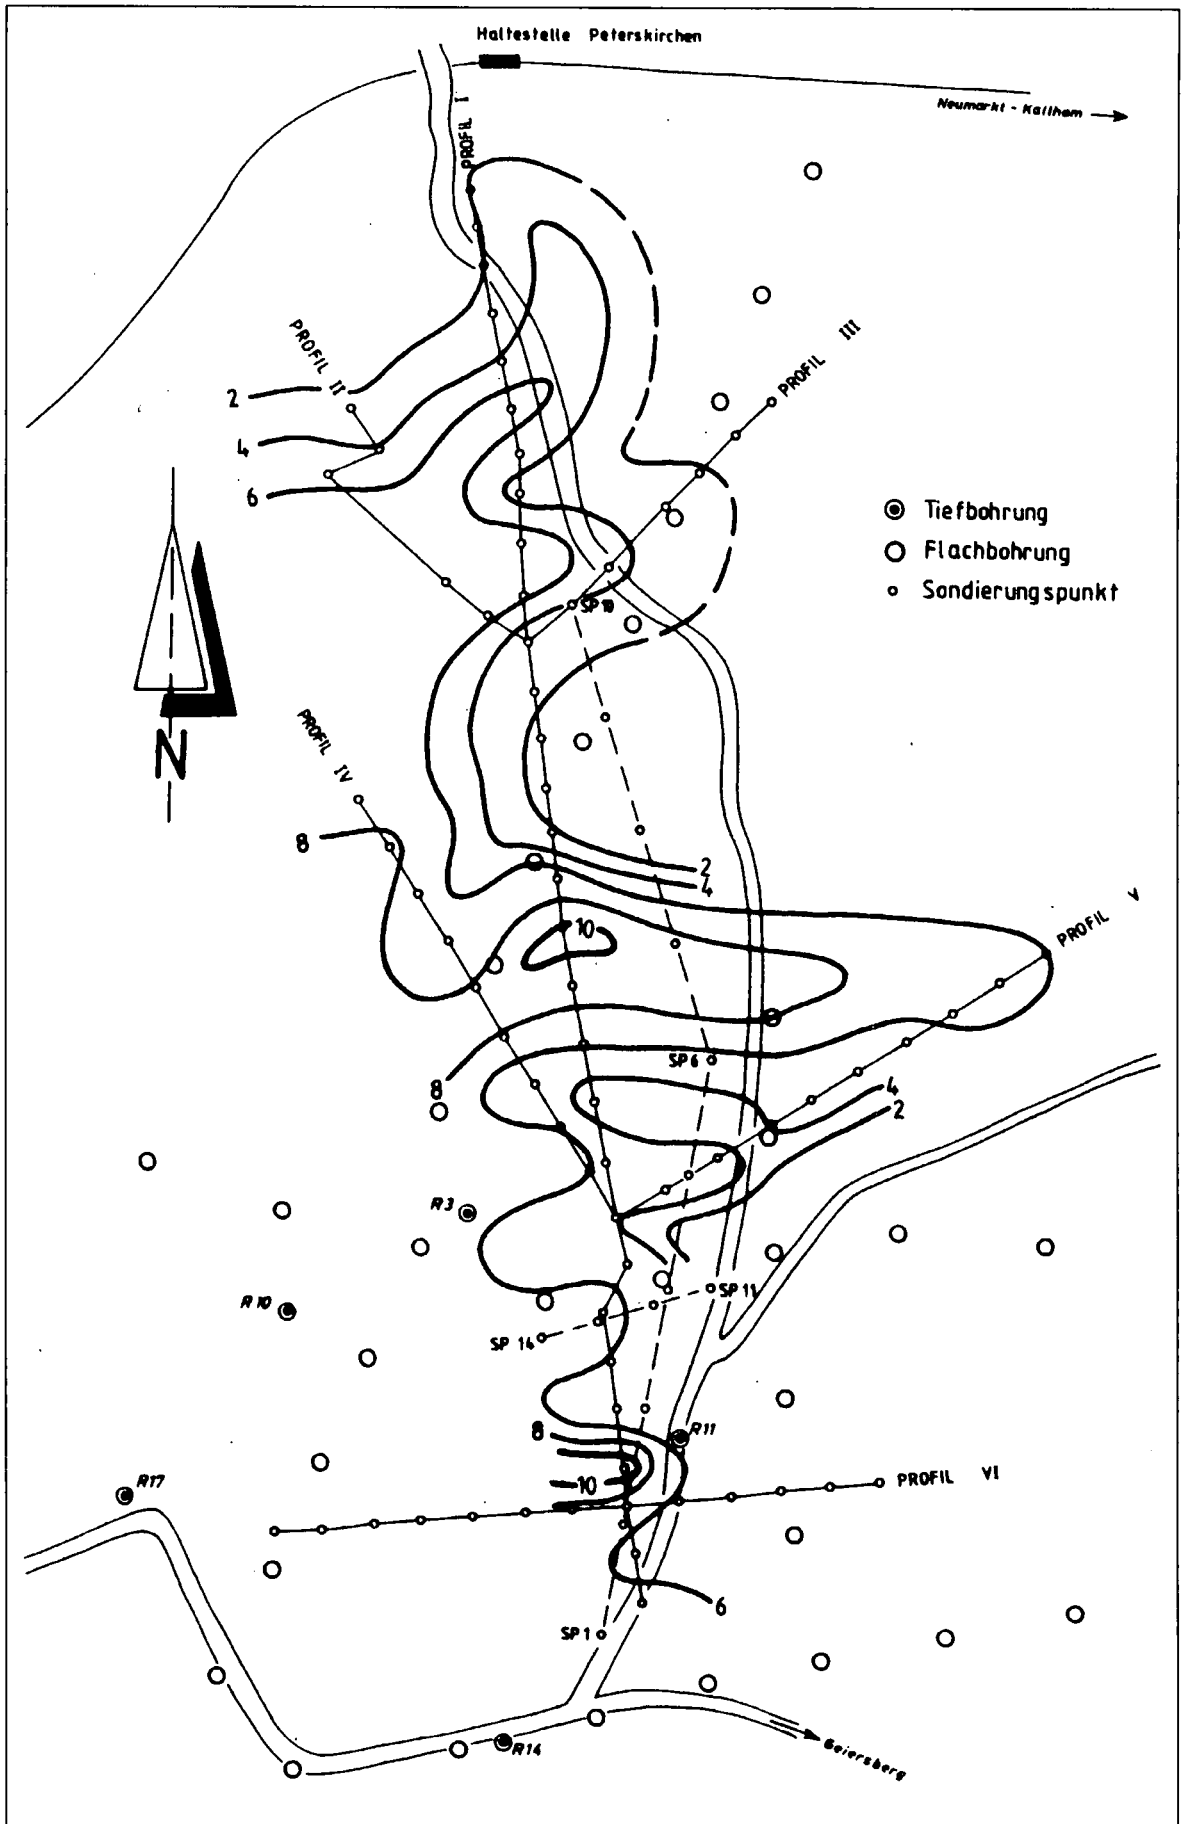 Haltestelle Peterskirchen
Neumarkt - Kallham
PROFIL I
PROFIL II
PROFIL III
2
4
6
Tiefbohrung
Flachbohrung
Sondierungspunkt
SP 10
N
PROFIL IV
8
2
4
10
PROFIL V
SP 6
8
4
2
R3
R10
SP 11
SP 14
8
R11
10
R17
PROFIL VI
6
SP 1
R14
Geiersberg